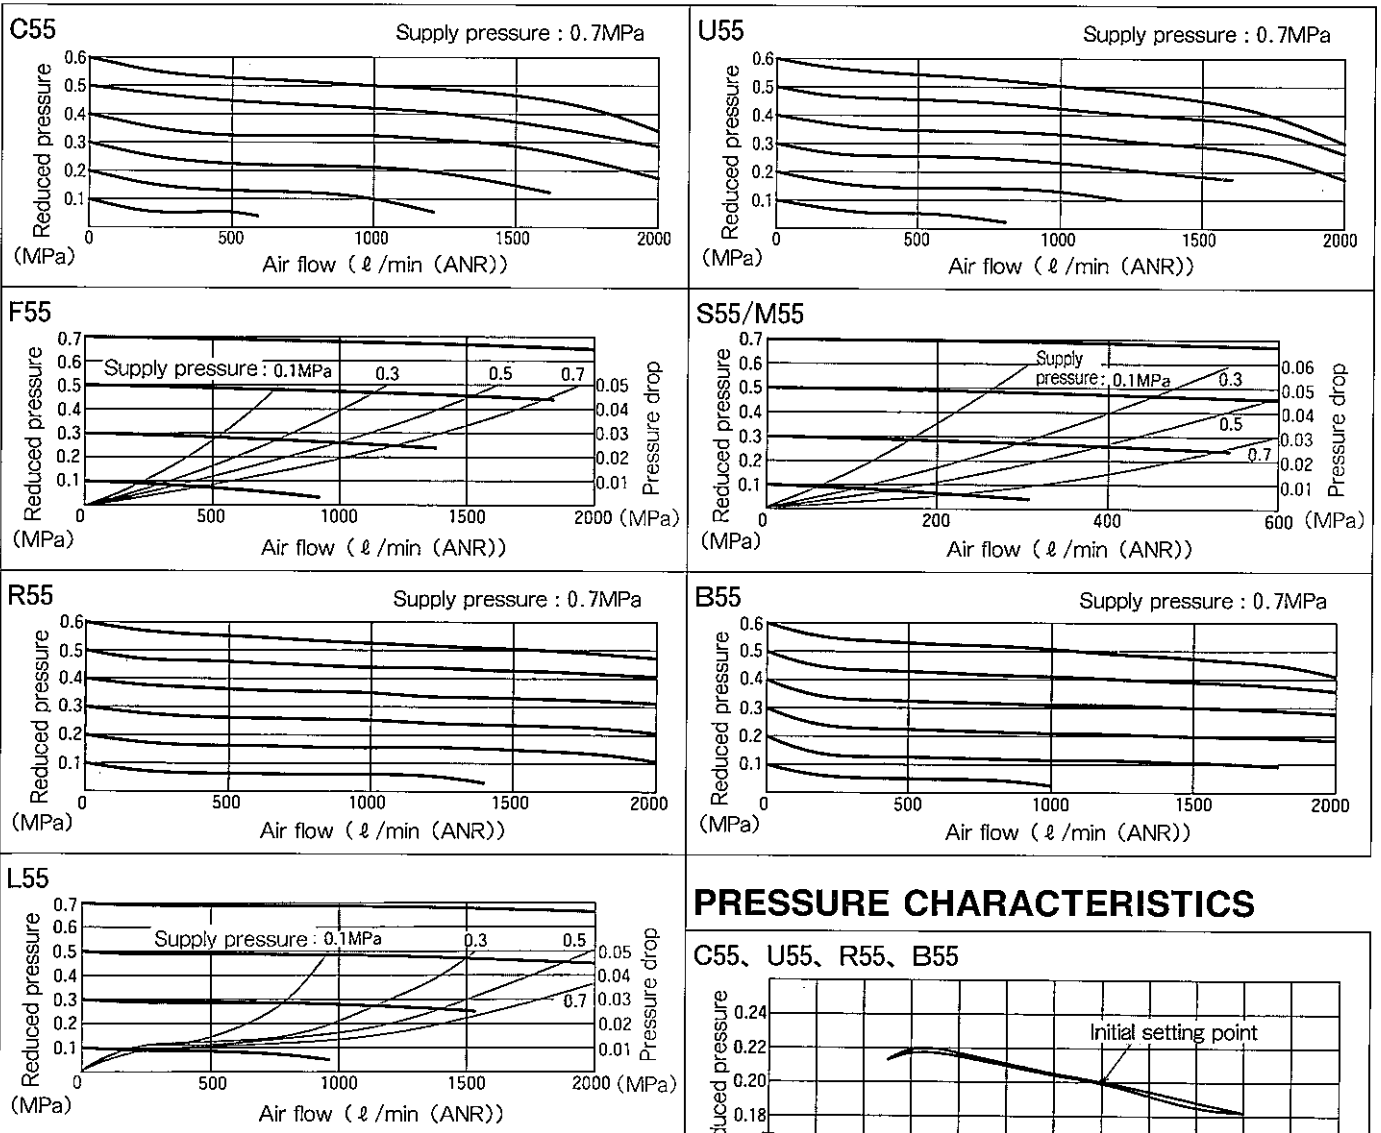 C55
Supply pressure : 0.7MPa
Reduced pressure
0.6
0.5
0.4
0.3
0.2
0.1
0 500 1000 1500 2000
(MPa)
Air flow ( ℓ /min (ANR))
U55
Supply pressure : 0.7MPa
Reduced pressure
0.6
0.5
0.4
0.3
0.2
0.1
0 500 1000 1500 2000
(MPa)
Air flow ( ℓ /min (ANR))
F55
Reduced pressure
0.7
0.6
0.5
0.4
0.3
0.2
0.1
Supply pressure : 0.1MPa 0.3 0.5 0.7
0.05
0.04
0.03
0.02
0.01
Pressure drop
0 500 1000 1500 2000 (MPa)
(MPa)
Air flow ( ℓ /min (ANR))
S55/M55
Reduced pressure
0.7
0.6
0.5
0.4
0.3
0.2
0.1
Supply
pressure : 0.1MPa 0.3
0.5
0.7
0.06
0.05
0.04
0.03
0.02
0.01
Pressure drop
0 200 400 600 (MPa)
(MPa)
Air flow ( ℓ /min (ANR))
R55
Supply pressure : 0.7MPa
Reduced pressure
0.6
0.5
0.4
0.3
0.2
0.1
0 500 1000 1500 2000
(MPa)
Air flow ( ℓ /min (ANR))
B55
Supply pressure : 0.7MPa
Reduced pressure
0.6
0.5
0.4
0.3
0.2
0.1
0 500 1000 1500 2000
(MPa)
Air flow ( ℓ /min (ANR))
L55
Reduced pressure
0.7
0.6
0.5
0.4
0.3
0.2
0.1
Supply pressure : 0.1MPa 0.3 0.5
0.7
0.05
0.04
0.03
0.02
0.01
Pressure drop
0 500 1000 1500 2000 (MPa)
(MPa)
Air flow ( ℓ /min (ANR))
PRESSURE CHARACTERISTICS
C55、U55、R55、B55
0.24
0.22
0.20
0.18
Initial setting point
pressure